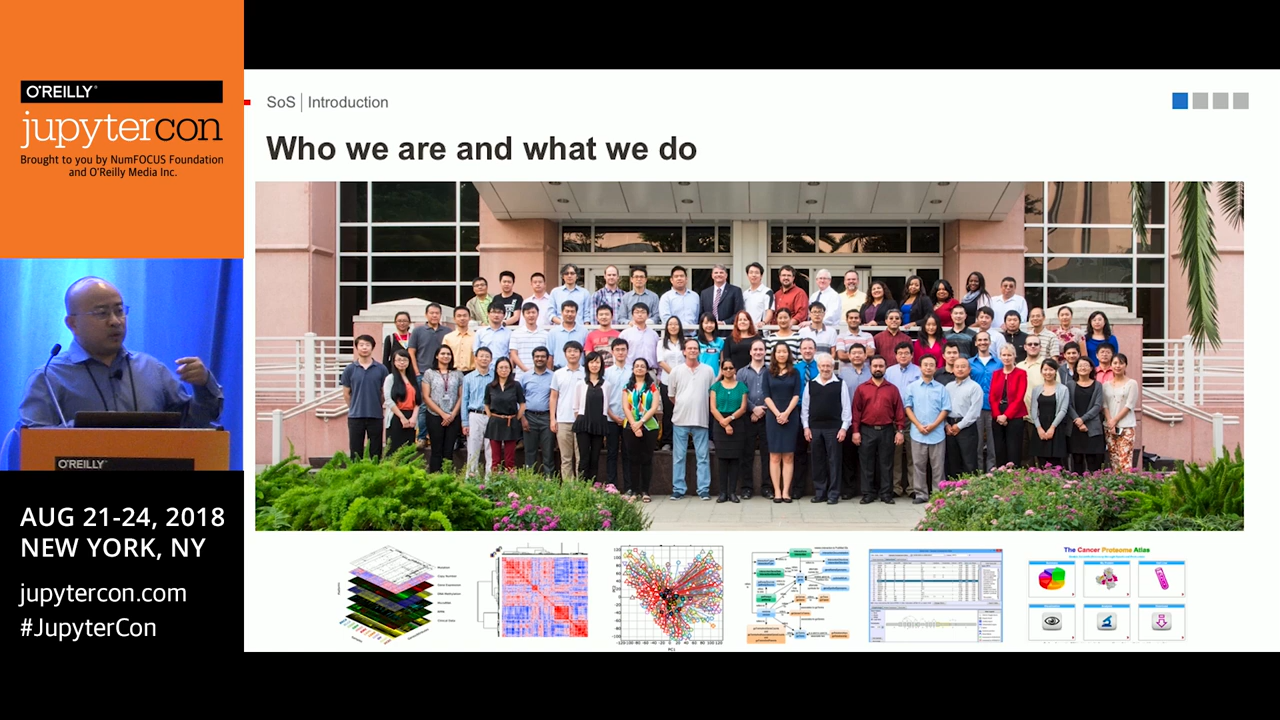 O'REILLY®
jupytercon
Brought to you by NumFOCUS Foundation
and O'Reilly Media Inc.
O'REILLY
AUG 21-24, 2018
NEW YORK, NY
jupytercon.com
#JupyterCon
SoS | Introduction
Who we are and what we do
The Cancer Proteome Atlas
PC1